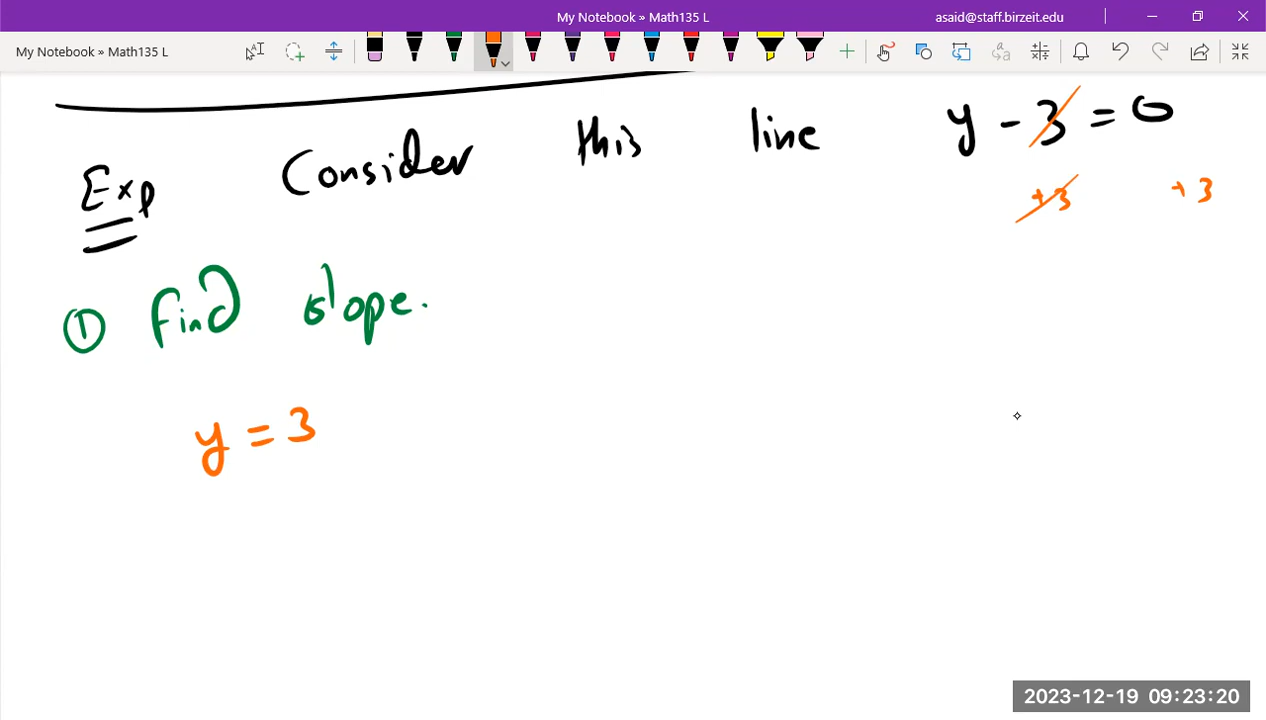 My Notebook » Math135 L
asaid@staff.birzeit.edu
My Notebook » Math135 L
Exp Consider this line y - 3 = 0
+3 +3
① Find slope.
y = 3
2023-12-19 09:23:20